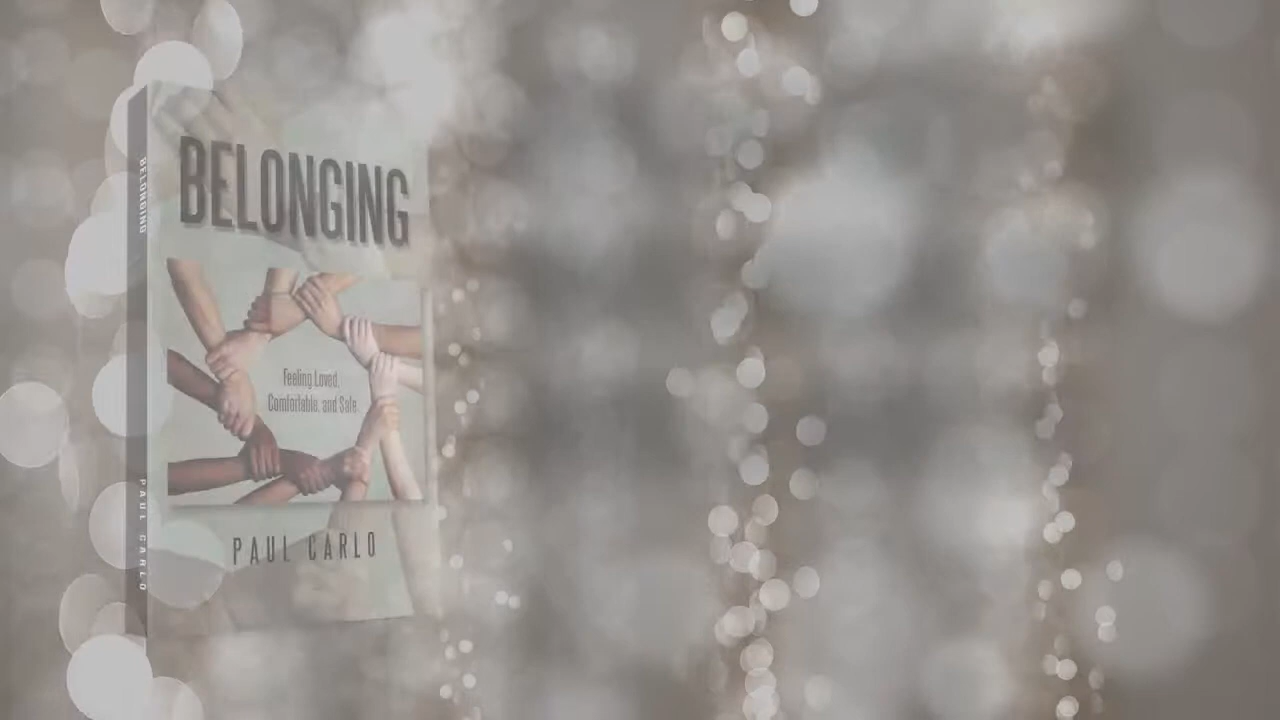 BELONGING
Feeling Loved,
Comfortable, and Safe
PAUL CARLO
BELONGING
PAUL CARLO